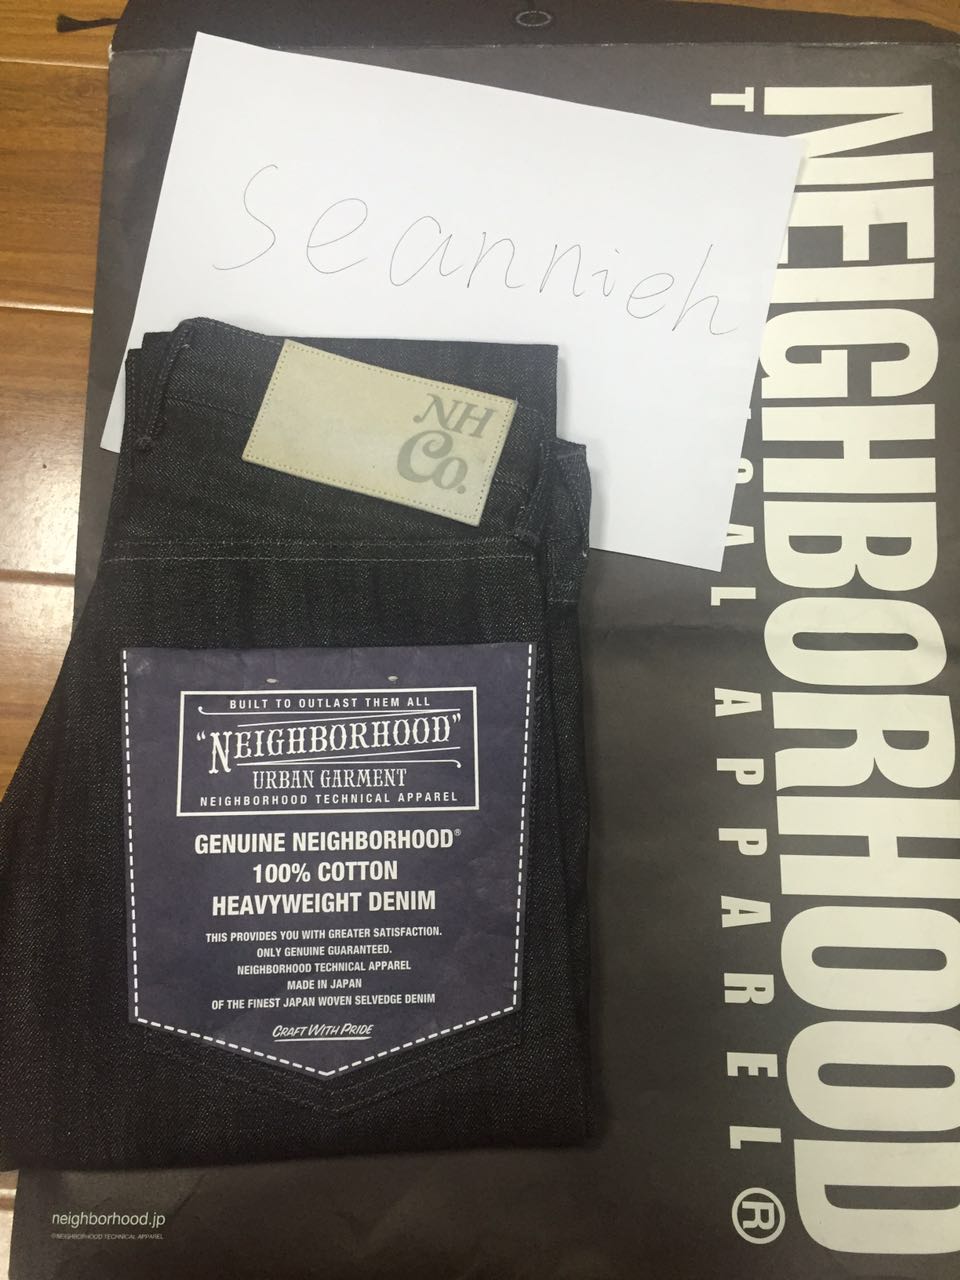 seannieh
NH
Co.
BUILT TO OUTLAST THEM ALL
"NEIGHBORHOOD"
URBAN GARMENT
NEIGHBORHOOD TECHNICAL APPAREL
GENUINE NEIGHBORHOOD®
100% COTTON
HEAVYWEIGHT DENIM
THIS PROVIDES YOU WITH GREATER SATISFACTION.
ONLY GENUINE GUARANTEED.
NEIGHBORHOOD TECHNICAL APPAREL
MADE IN JAPAN
OF THE FINEST JAPAN WOVEN SELVEDGE DENIM
CRAFT WITH PRIDE
NEIGHBORHOOD
T CAL APPAREL®
neighborhood.jp
©NEIGHBORHOOD TECHNICAL APPAREL